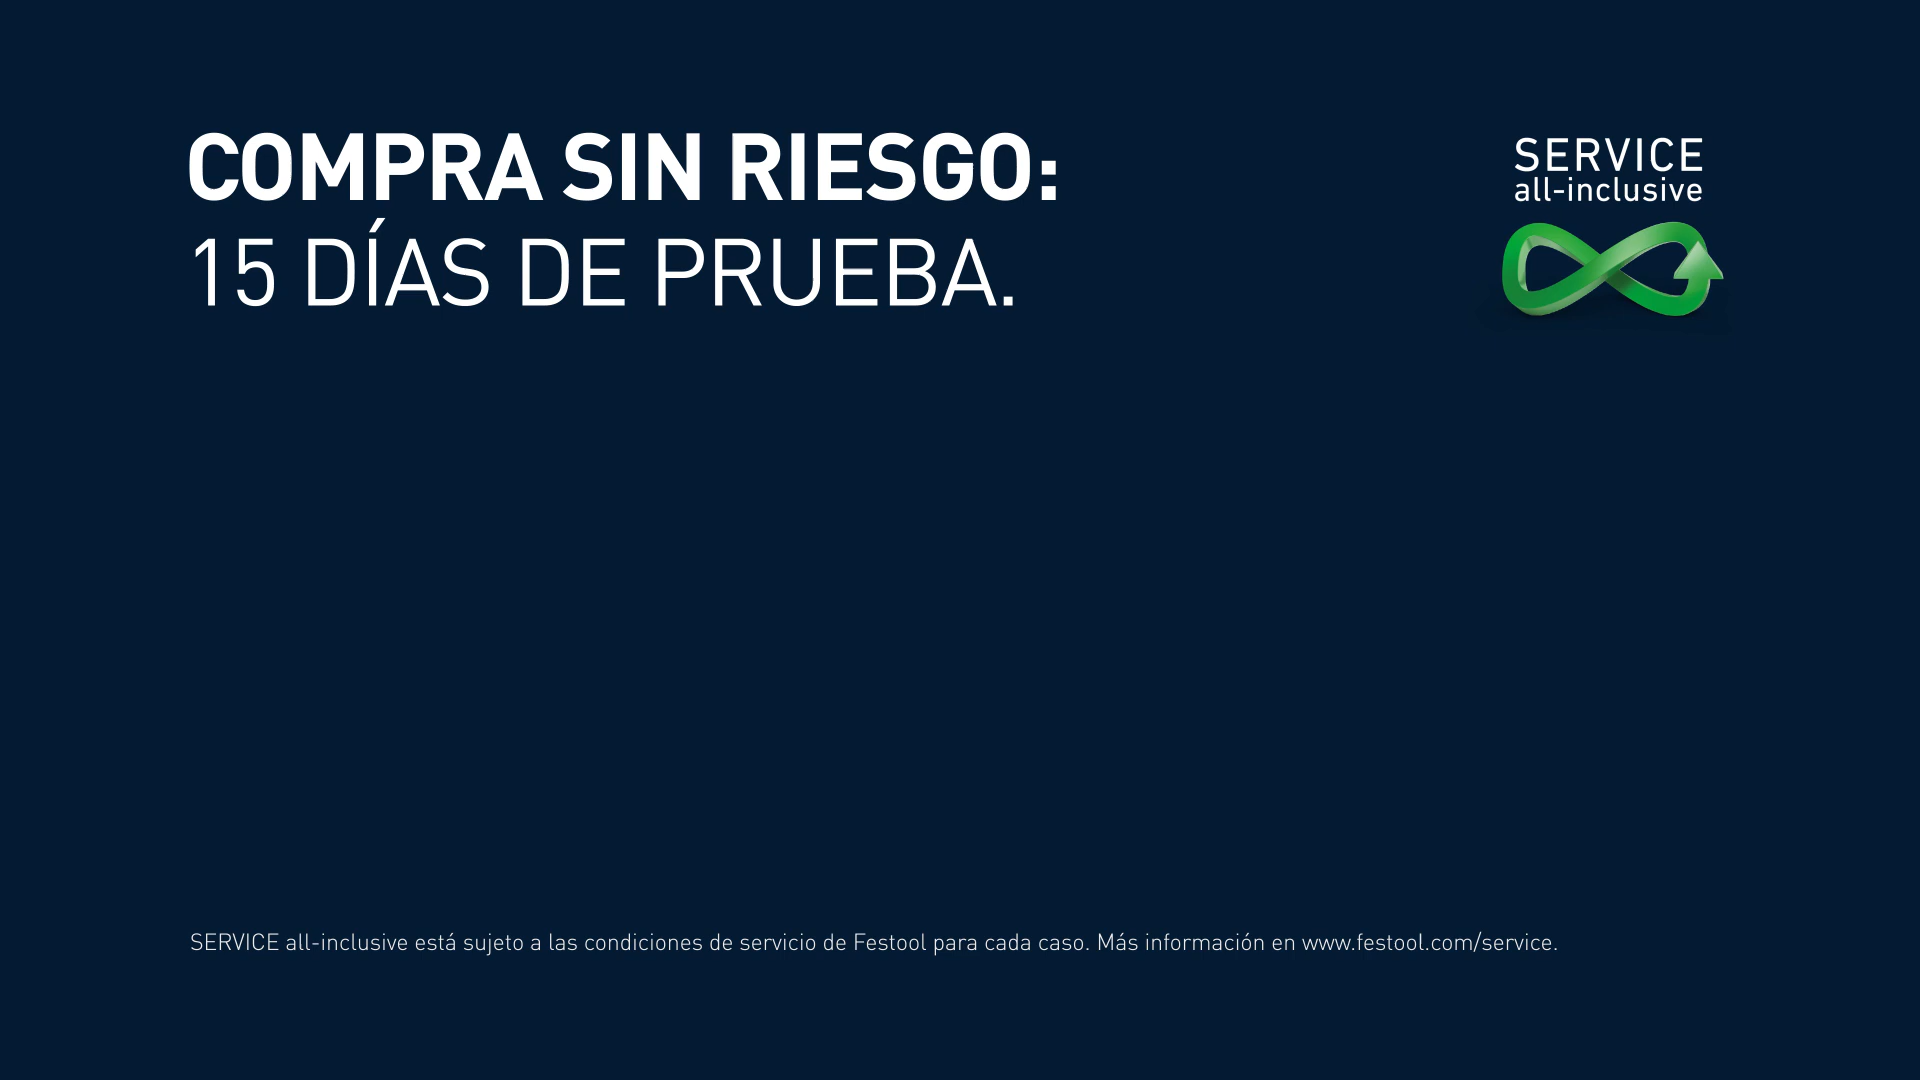 COMPRA SIN RIESGO:
15 DÍAS DE PRUEBA.
SERVICE
all-inclusive
SERVICE all-inclusive está sujeto a las condiciones de servicio de Festool para cada caso. Más información en www.festool.com/service.